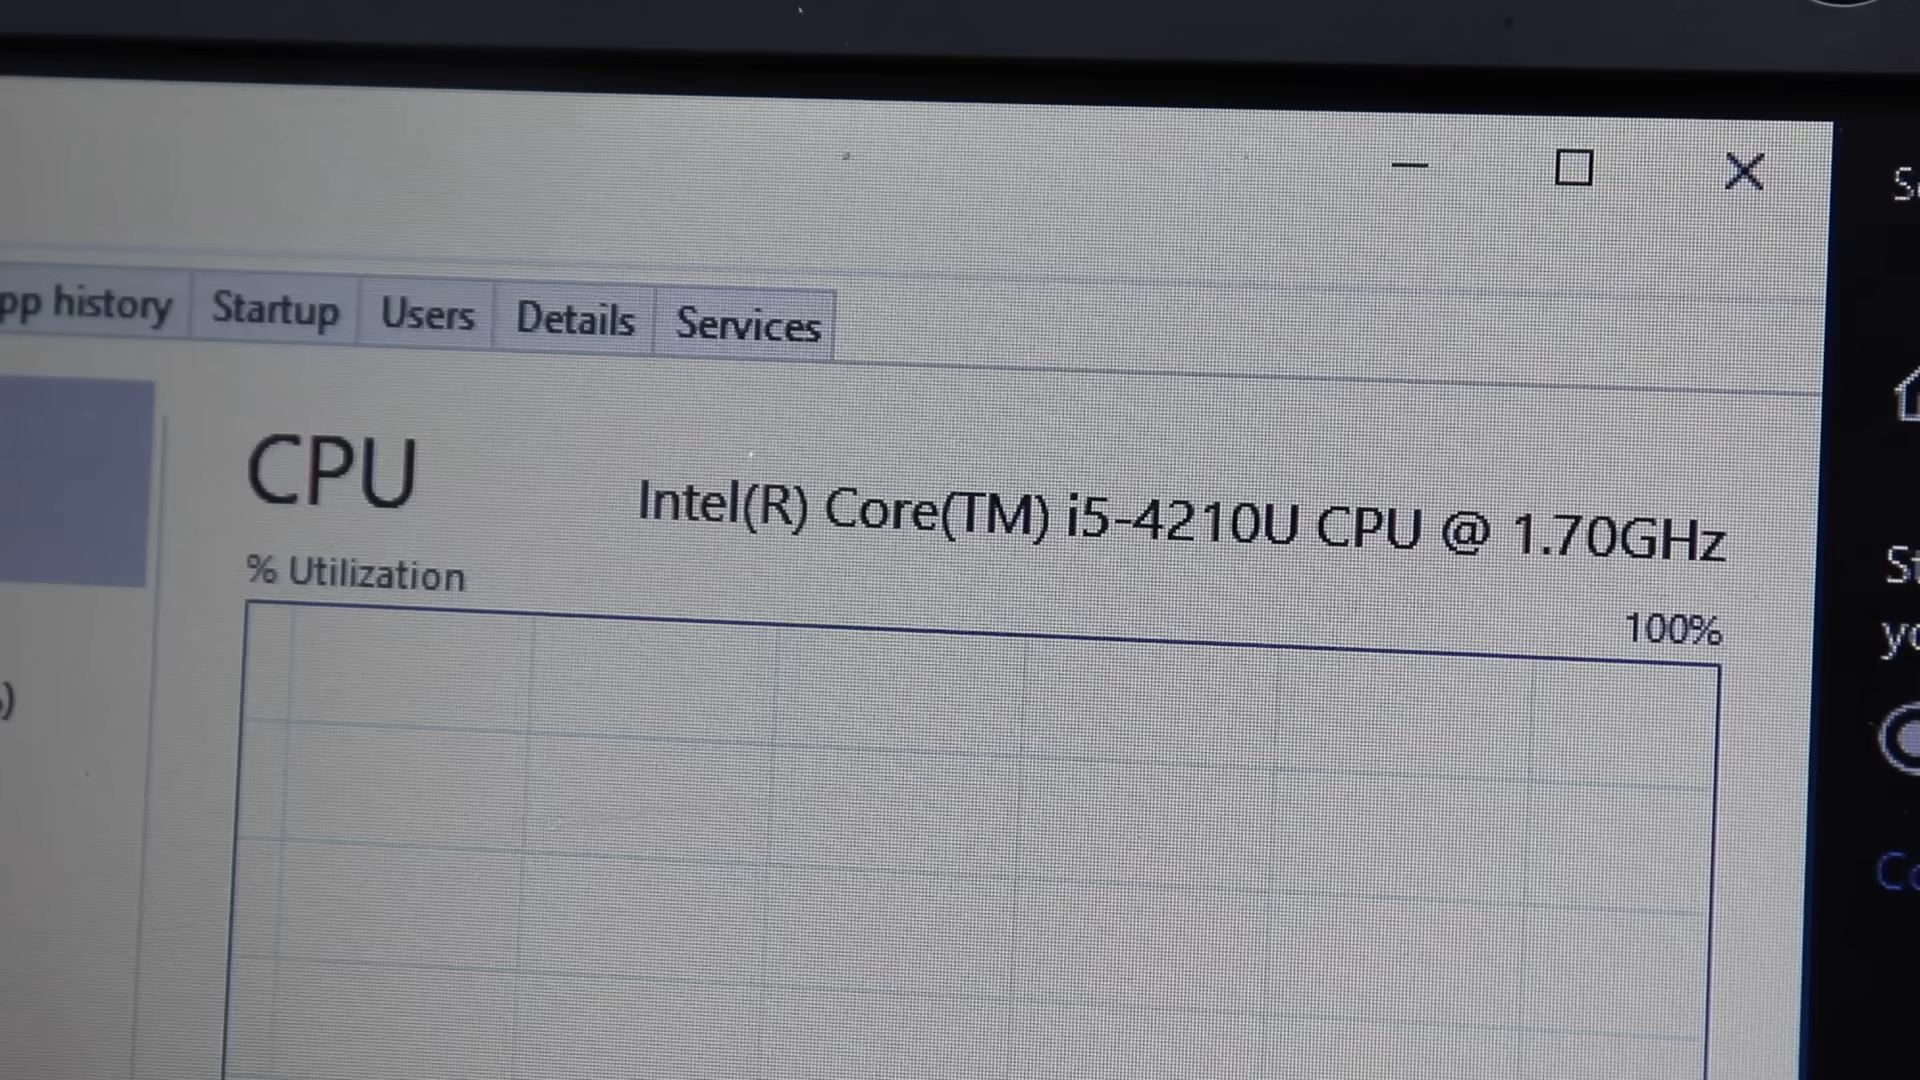 pp history Startup Users Details Services
CPU
Intel(R) Core(TM) i5-4210U CPU @ 1.70GHz
% Utilization
100%